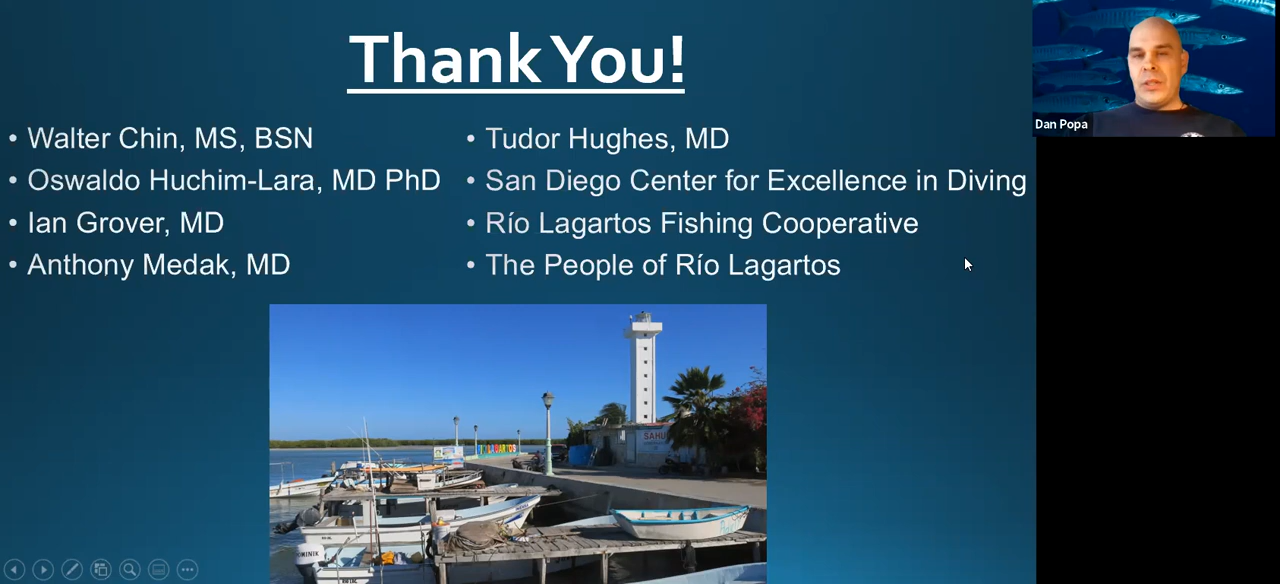 Thank You!
• Walter Chin, MS, BSN
• Oswaldo Huchim-Lara, MD PhD
• Ian Grover, MD
• Anthony Medak, MD
• Tudor Hughes, MD
• San Diego Center for Excellence in Diving
• Río Lagartos Fishing Cooperative
• The People of Río Lagartos
Dan Popa
SAHU
DOMINIK